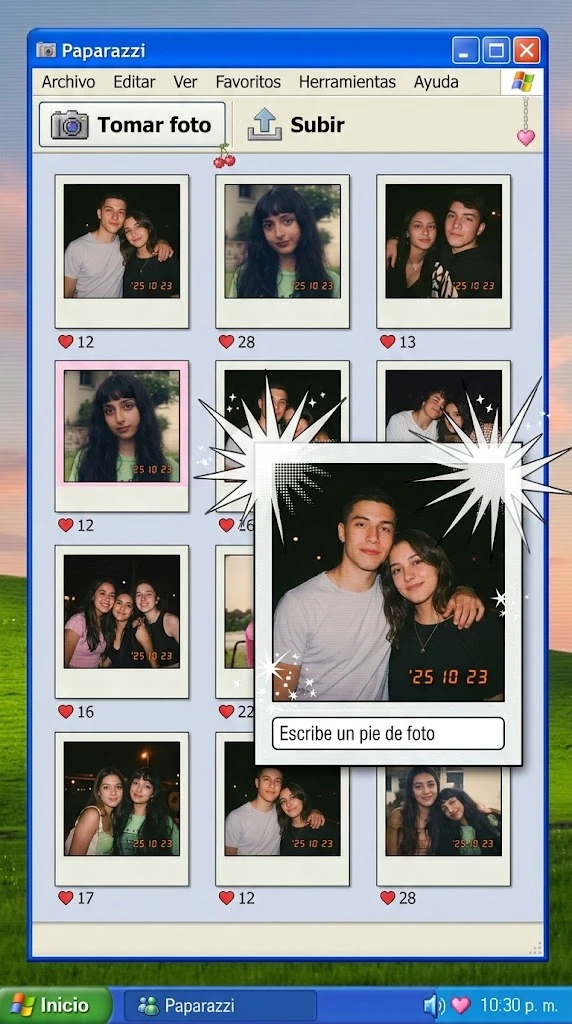 Paparazzi
Archivo Editar Ver Favoritos Herramientas Ayuda
Tomar foto Subir
'25 10 23
'25 10 23
'25 10 23
12
28
13
'25 10 23
12
26
'25 10 23
Escribe un pie de foto
'25 10 23
16
22
'25 10 23
'25 10 23
'25 10 23
17
12
28
Inicio Paparazzi 10:30 p. m.